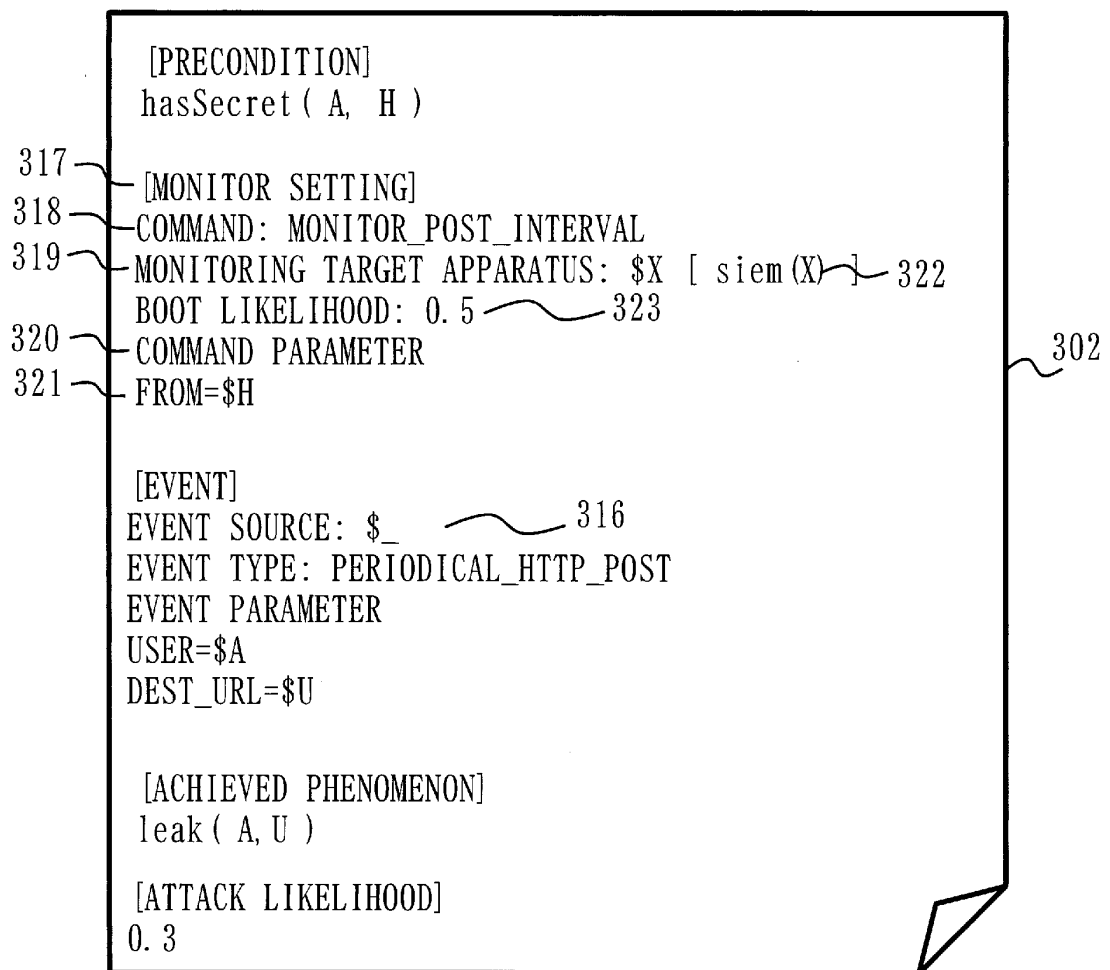 [PRECONDITION]
hasSecret ( A, H )
317
[MONITOR SETTING]
318
COMMAND: MONITOR_POST_INTERVAL
319
MONITORING TARGET APPARATUS: $X [ siem(X) ]
322
BOOT LIKELIHOOD: 0.5
323
320
COMMAND PARAMETER
302
321
FROM=$H
[EVENT]
EVENT SOURCE: $_
316
EVENT TYPE: PERIODICAL_HTTP_POST
EVENT PARAMETER
USER=$A
DEST_URL=$U
[ACHIEVED PHENOMENON]
leak ( A, U )
[ATTACK LIKELIHOOD]
0.3